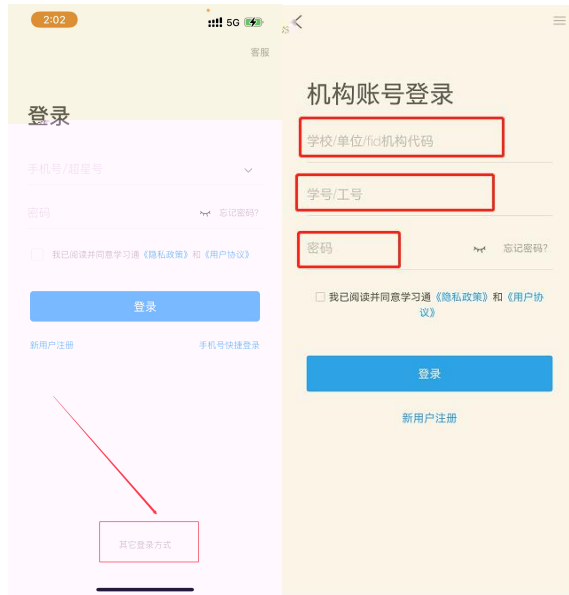 2:02
5G
客服
登录
手机号/超星号
密码
忘记密码?
我已阅读并同意学习通《隐私政策》和《用户协议》
登录
新用户注册
手机号快捷登录
其它登录方式
机构账号登录
学校/单位/fid机构代码
学号/工号
密码
忘记密码?
我已阅读并同意学习通《隐私政策》和《用户协
议》
登录
新用户注册